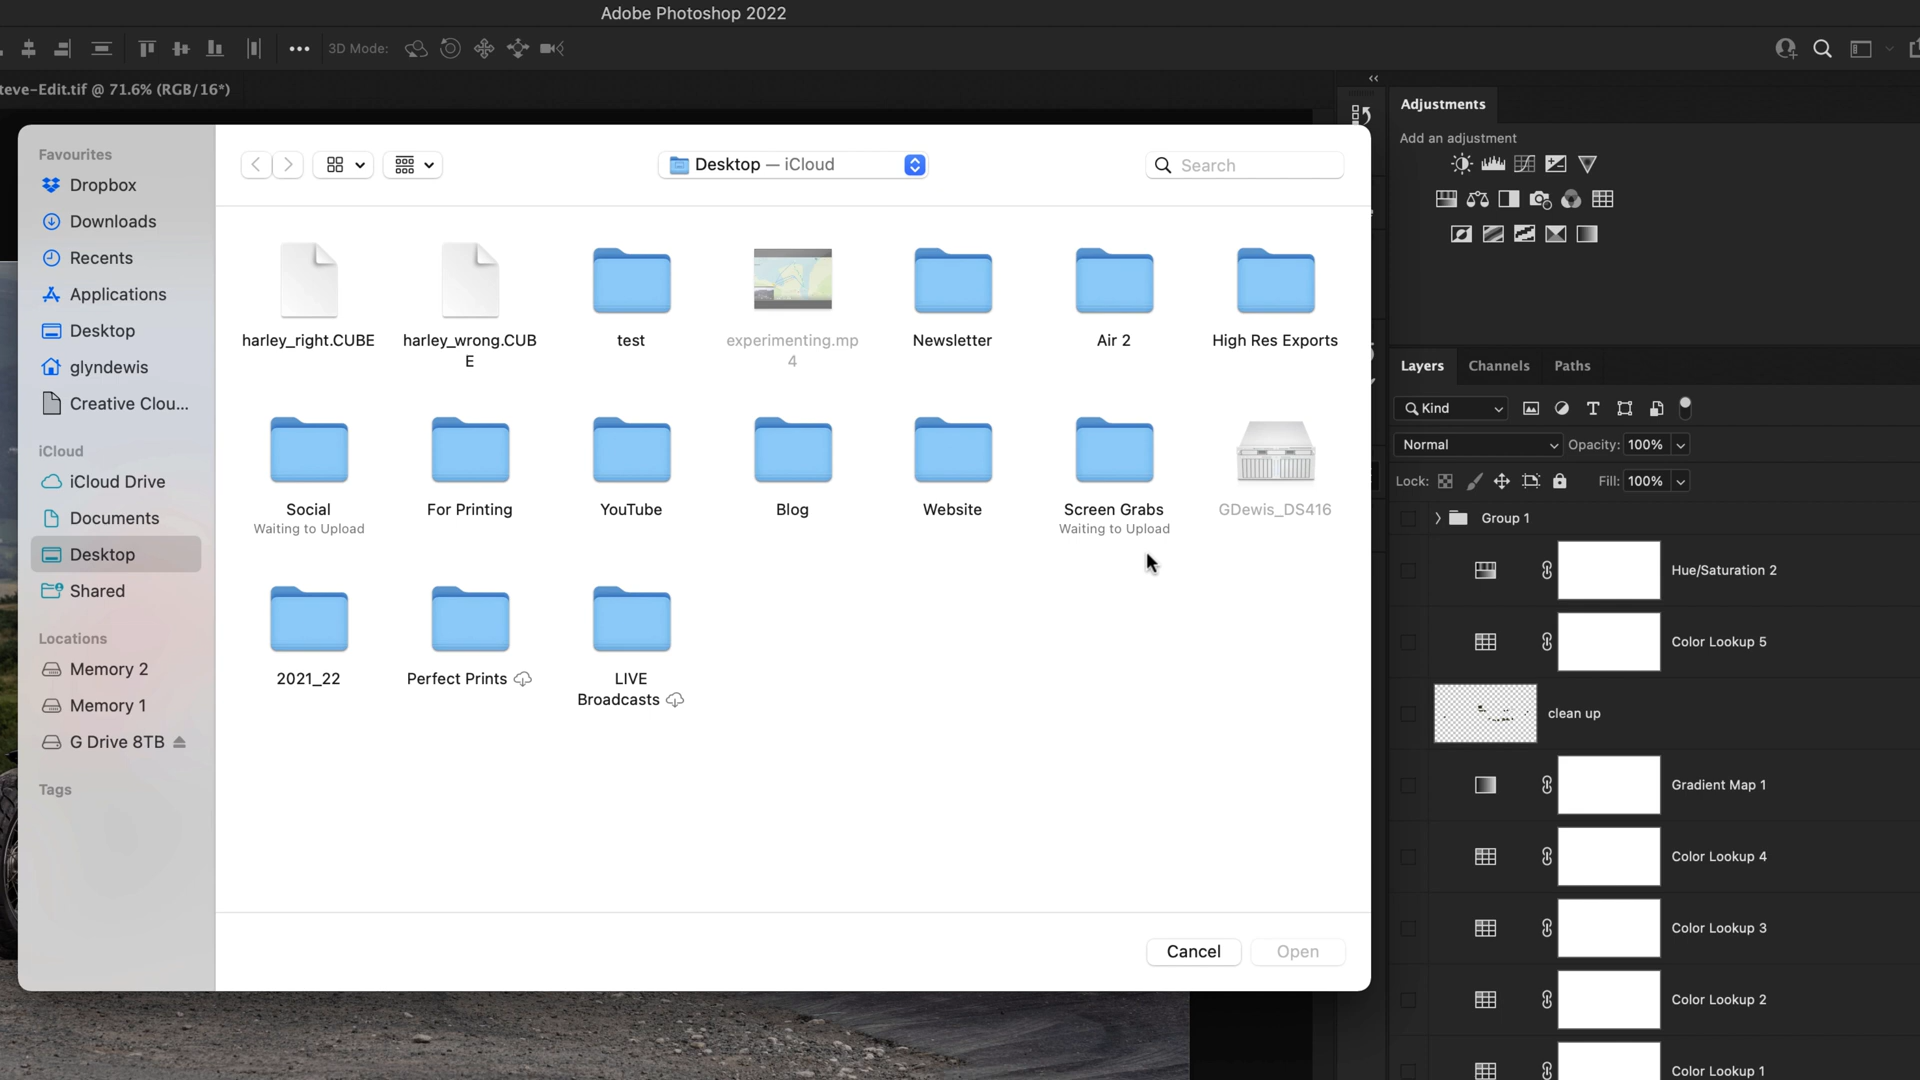 Adobe Photoshop 2022
3D Mode:
teve-Edit.tif @ 71.6% (RGB/16*)
Favourites
Dropbox
Downloads
Recents
Applications
Desktop
glyndewis
Creative Clou...
iCloud
iCloud Drive
Documents
Desktop
Shared
Locations
Memory 2
Memory 1
G Drive 8TB
Tags
Desktop — iCloud
Search
harley_right.CUBE
harley_wrong.CUB
E
test
experimenting.mp
4
Newsletter
Air 2
High Res Exports
Social
Waiting to Upload
For Printing
YouTube
Blog
Website
Screen Grabs
Waiting to Upload
GDewis_DS416
2021_22
Perfect Prints
LIVE
Broadcasts
Cancel
Open
Adjustments
Add an adjustment
Layers
Channels
Paths
Kind
Normal
Opacity: 100%
Lock:
Fill: 100%
Group 1
Hue/Saturation 2
Color Lookup 5
clean up
Gradient Map 1
Color Lookup 4
Color Lookup 3
Color Lookup 2
Color Lookup 1